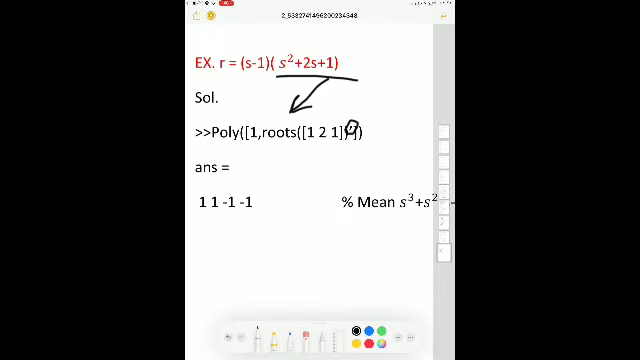 2_5382741496200234348
EX. r = (s-1)( s²+2s+1)
Sol.
>>Poly([1,roots([1 2 1])'])
ans =
1 1 -1 -1 % Mean s³+s² -